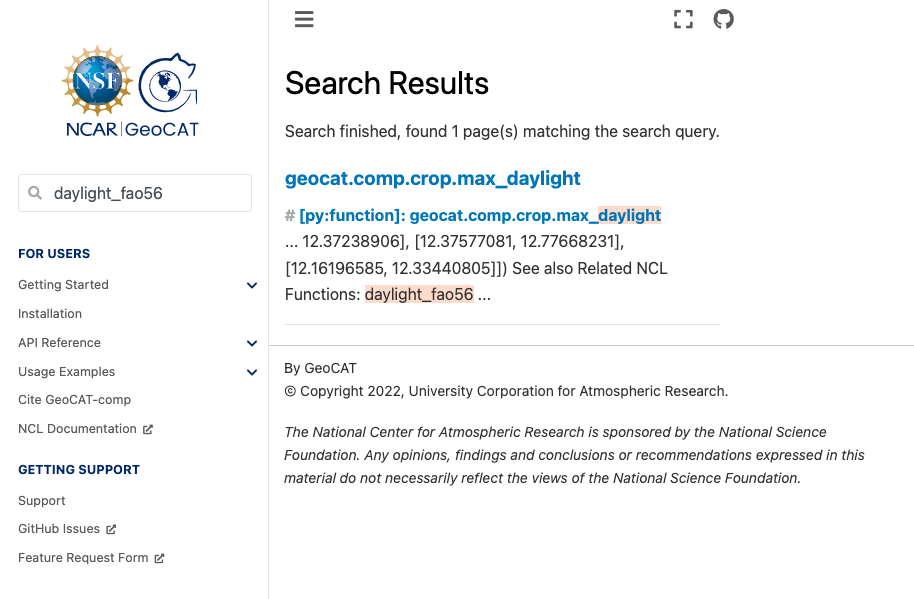 NSF
NCAR|GeoCAT
daylight_fao56
FOR USERS
Getting Started
Installation
API Reference
Usage Examples
Cite GeoCAT-comp
NCL Documentation
GETTING SUPPORT
Support
GitHub Issues
Feature Request Form
Search Results
Search finished, found 1 page(s) matching the search query.
geocat.comp.crop.max_daylight
# [py:function]: geocat.comp.crop.max_daylight
... 12.37238906], [12.37577081, 12.77668231],
[12.16196585, 12.33440805]]) See also Related NCL
Functions: daylight_fao56 ...
By GeoCAT
© Copyright 2022, University Corporation for Atmospheric Research.
The National Center for Atmospheric Research is sponsored by the National Science
Foundation. Any opinions, findings and conclusions or recommendations expressed in this
material do not necessarily reflect the views of the National Science Foundation.